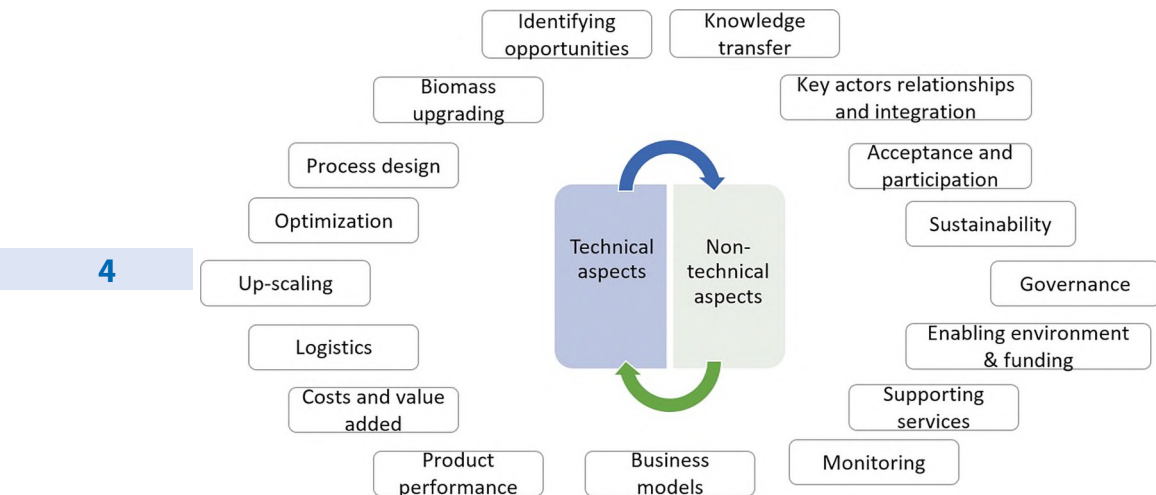 Identifying
opportunities
Knowledge
transfer
Biomass
upgrading
Key actors relationships
and integration
Process design
Acceptance and
participation
Optimization
Sustainability
Technical
aspects
Non-
technical
aspects
4
Up-scaling
Governance
Logistics
Enabling environment
& funding
Costs and value
added
Supporting
services
Product
performance
Business
models
Monitoring